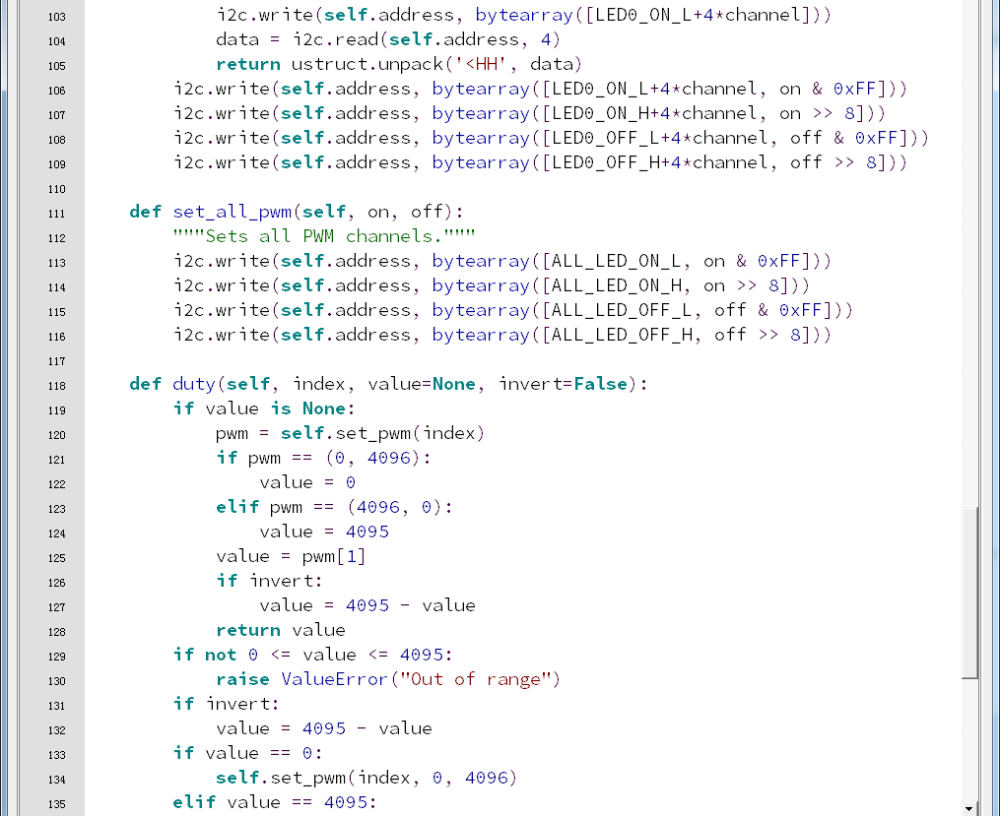 103             i2c.write(self.address, bytearray([LED0_ON_L+4*channel]))
104             data = i2c.read(self.address, 4)
105             return ustruct.unpack('<HH', data)
106         i2c.write(self.address, bytearray([LED0_ON_L+4*channel, on & 0xFF]))
107         i2c.write(self.address, bytearray([LED0_ON_H+4*channel, on >> 8]))
108         i2c.write(self.address, bytearray([LED0_OFF_L+4*channel, off & 0xFF]))
109         i2c.write(self.address, bytearray([LED0_OFF_H+4*channel, off >> 8]))
110
111     def set_all_pwm(self, on, off):
112         """Sets all PWM channels."""
113         i2c.write(self.address, bytearray([ALL_LED_ON_L, on & 0xFF]))
114         i2c.write(self.address, bytearray([ALL_LED_ON_H, on >> 8]))
115         i2c.write(self.address, bytearray([ALL_LED_OFF_L, off & 0xFF]))
116         i2c.write(self.address, bytearray([ALL_LED_OFF_H, off >> 8]))
117
118     def duty(self, index, value=None, invert=False):
119         if value is None:
120             pwm = self.set_pwm(index)
121             if pwm == (0, 4096):
122                 value = 0
123             elif pwm == (4096, 0):
124                 value = 4095
125             value = pwm[1]
126             if invert:
127                 value = 4095 - value
128             return value
129         if not 0 <= value <= 4095:
130             raise ValueError("Out of range")
131         if invert:
132             value = 4095 - value
133         if value == 0:
134             self.set_pwm(index, 0, 4096)
135         elif value == 4095: